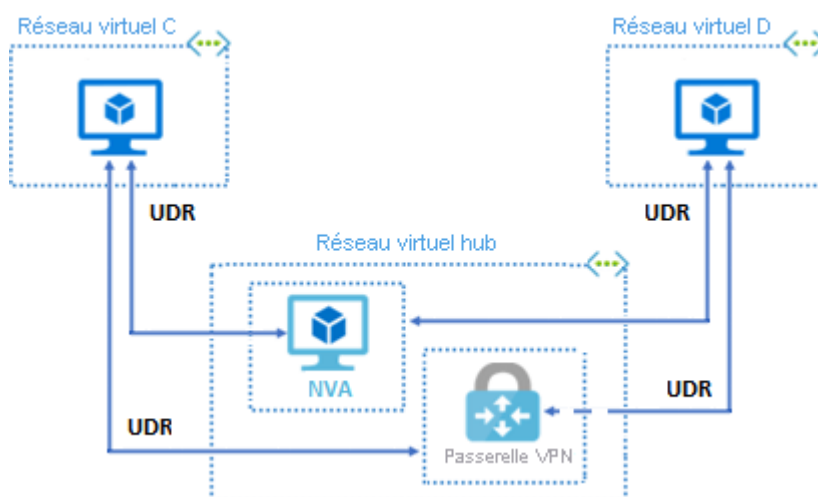 Réseau virtuel C
Réseau virtuel D
UDR
UDR
Réseau virtuel hub
NVA
UDR
UDR
Passerelle VPN